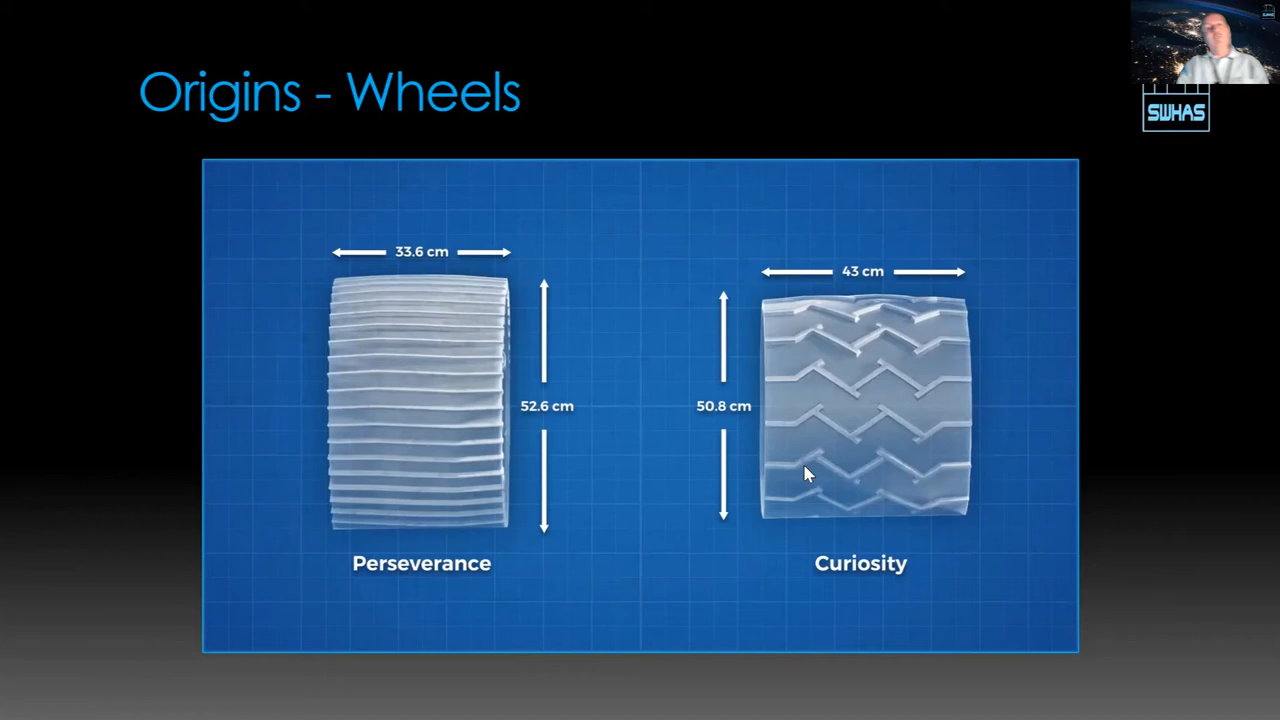 Origins - Wheels
SWHAS
33.6 cm
43 cm
52.6 cm
50.8 cm
Perseverance
Curiosity